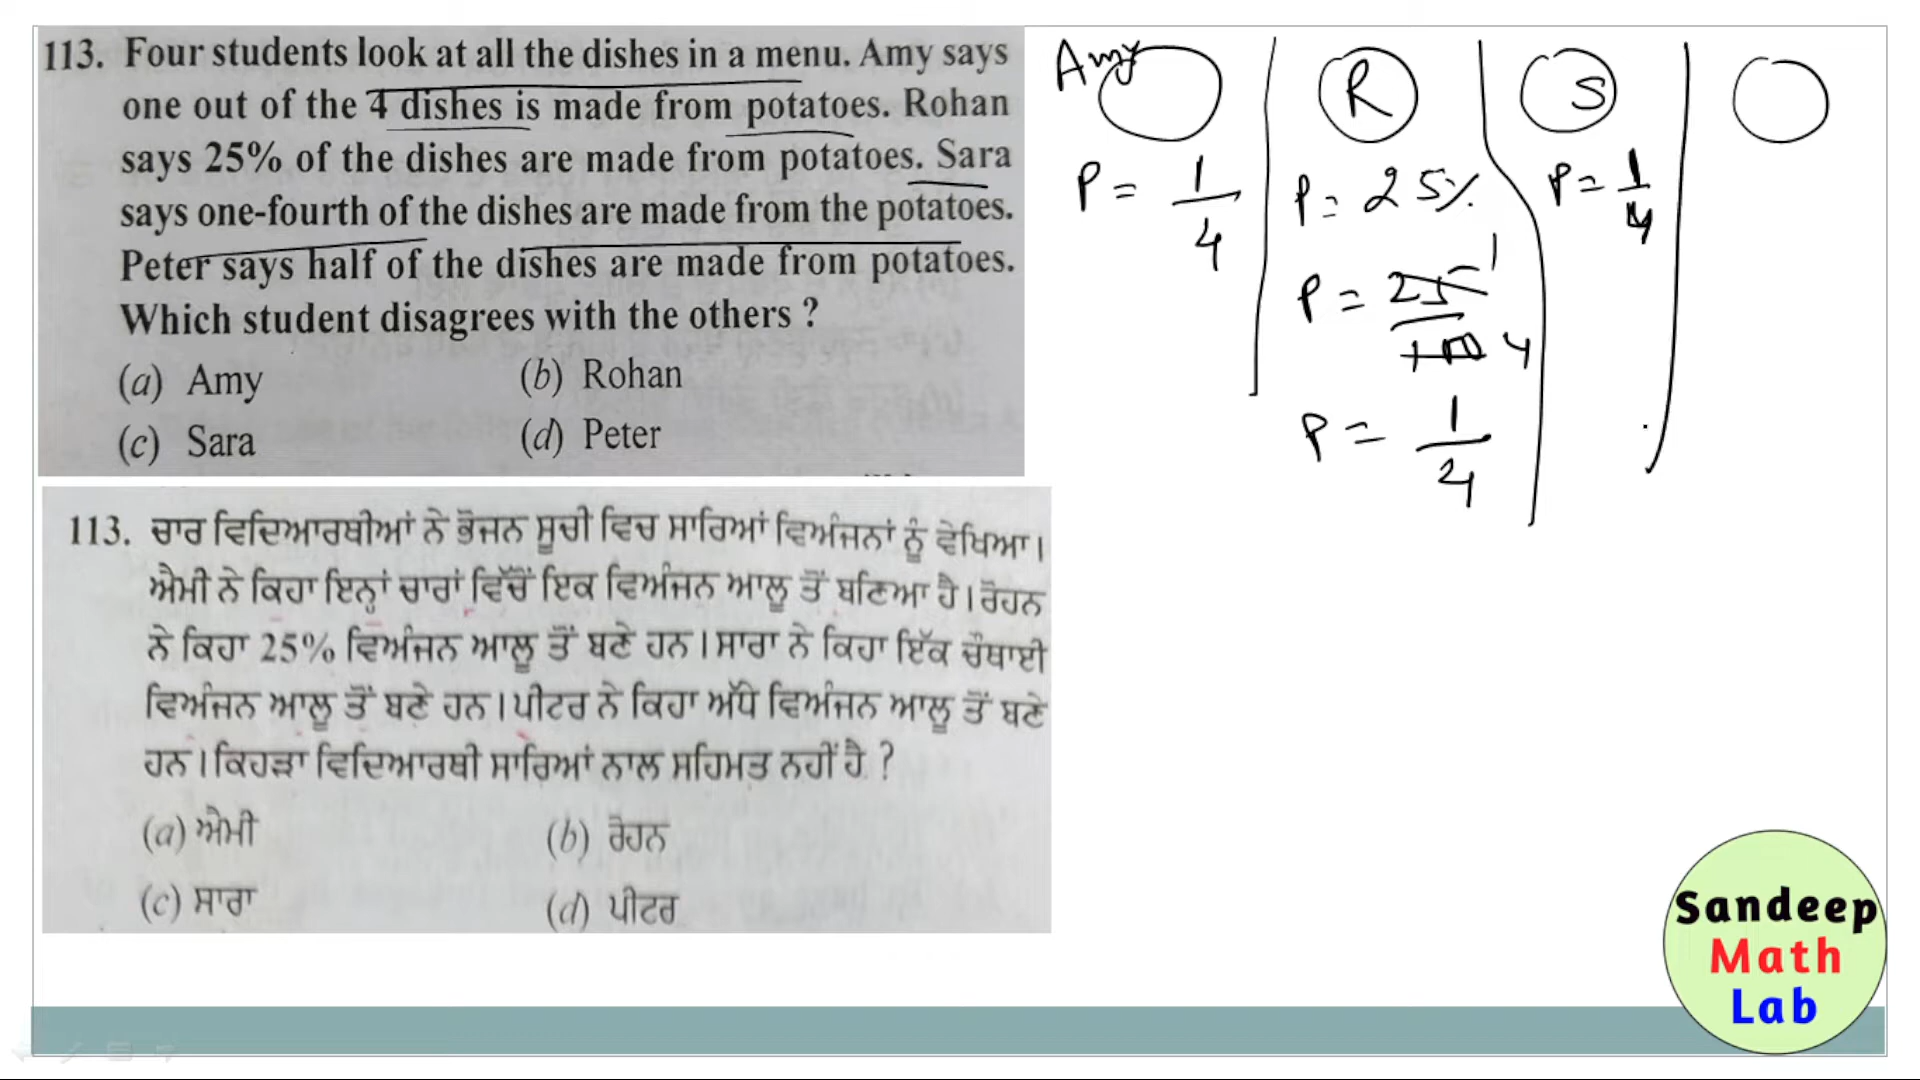 113. Four students look at all the dishes in a menu. Amy says
one out of the 4 dishes is made from potatoes. Rohan
says 25% of the dishes are made from potatoes. Sara
says one-fourth of the dishes are made from the potatoes.
Peter says half of the dishes are made from potatoes.
Which student disagrees with the others ?
(a) Amy (b) Rohan
(c) Sara (d) Peter
113. ਚਾਰ ਵਿਦਿਆਰਥੀਆਂ ਨੇ ਭੋਜਨ ਸੂਚੀ ਵਿਚ ਸਾਰਿਆਂ ਵਿਅੰਜਨਾਂ ਨੂੰ ਵੇਖਿਆ।
ਐਮੀ ਨੇ ਕਿਹਾ ਇਨ੍ਹਾਂ ਚਾਰਾਂ ਵਿੱਚੋਂ ਇਕ ਵਿਅੰਜਨ ਆਲੂ ਤੋਂ ਬਣਿਆ ਹੈ। ਰੋਹਨ
ਨੇ ਕਿਹਾ 25% ਵਿਅੰਜਨ ਆਲੂ ਤੋਂ ਬਣੇ ਹਨ। ਸਾਰਾ ਨੇ ਕਿਹਾ ਇੱਕ ਚੌਥਾਈ
ਵਿਅੰਜਨ ਆਲੂ ਤੋਂ ਬਣੇ ਹਨ। ਪੀਟਰ ਨੇ ਕਿਹਾ ਅੱਧੇ ਵਿਅੰਜਨ ਆਲੂ ਤੋਂ ਬਣੇ
ਹਨ। ਕਿਹੜਾ ਵਿਦਿਆਰਥੀ ਸਾਰਿਆਂ ਨਾਲ ਸਹਿਮਤ ਨਹੀਂ ਹੈ ?
(a) ਐਮੀ (b) ਰੋਹਨ
(c) ਸਾਰਾ (d) ਪੀਟਰ
Amy
P = 1/4
R
P = 25%
P = 25/100 1 4
P = 1/4
S
P = 1/4
Sandeep
Math
Lab